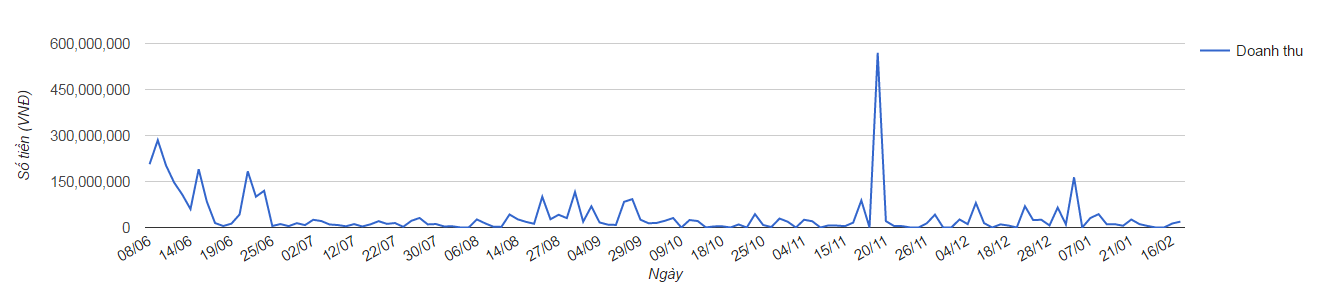 600,000,000
450,000,000
300,000,000
150,000,000
0
Số tiền (VNĐ)
08/06 14/06 19/06 25/06 02/07 12/07 22/07 30/07 06/08 14/08 27/08 04/09 29/09 09/10 18/10 25/10 04/11 15/11 20/11 26/11 04/12 18/12 28/12 07/01 21/01 16/02
Ngày
Doanh thu